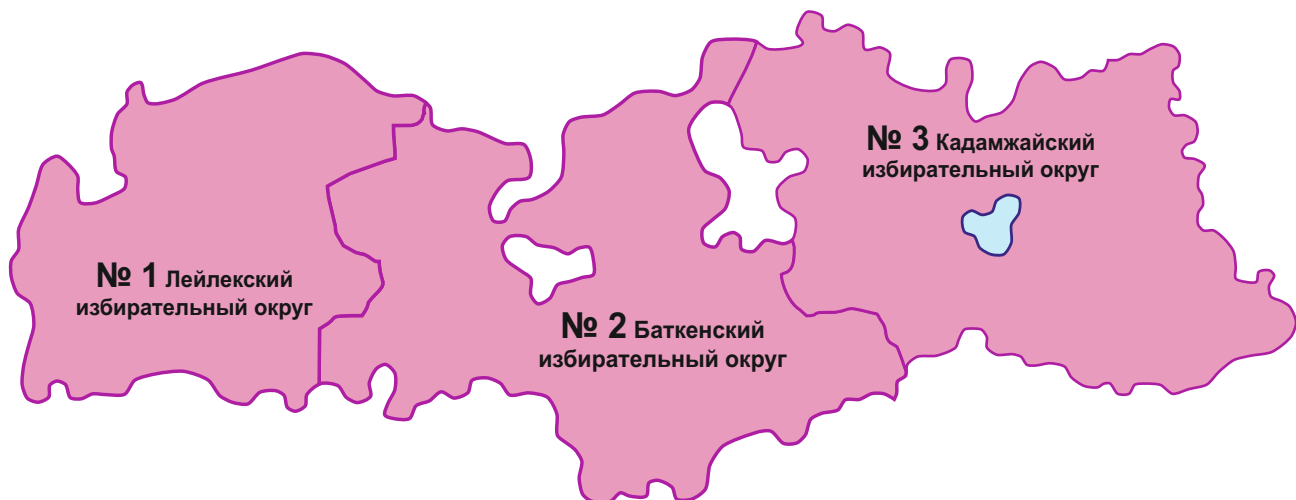 № 1 Лейлекский
избирательный округ
№ 2 Баткенский
избирательный округ
№ 3 Кадамжайский
избирательный округ